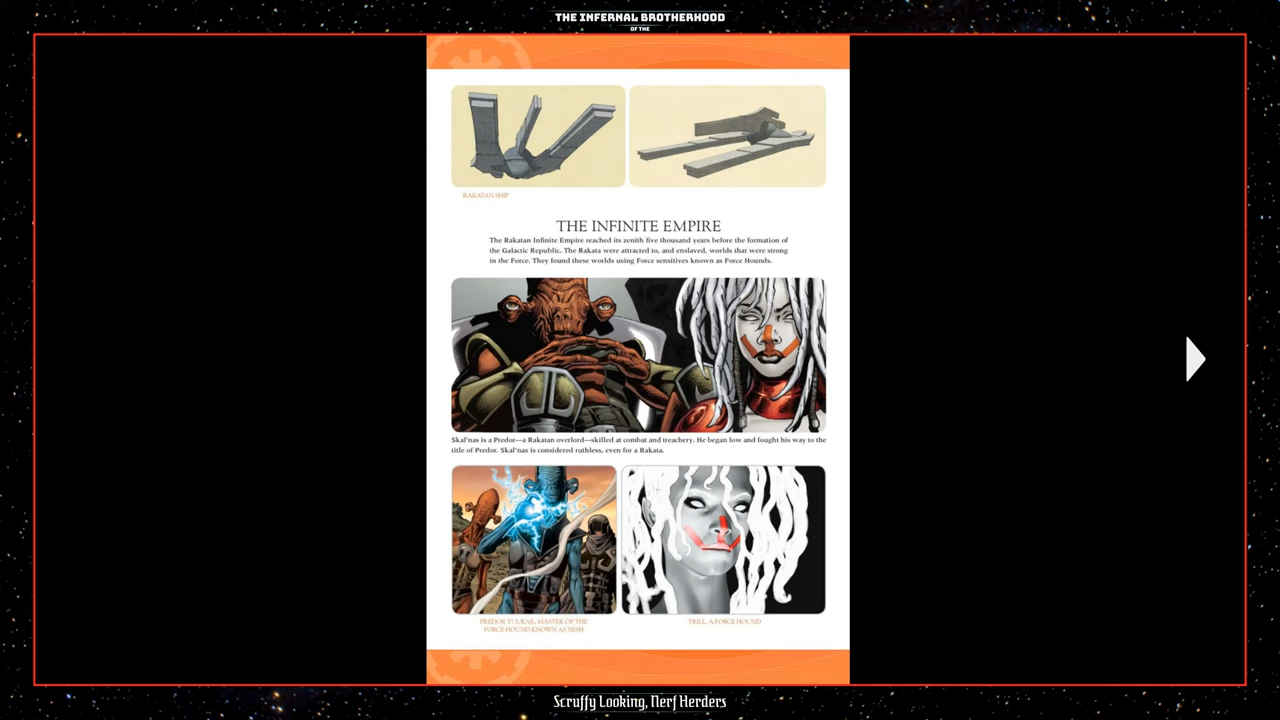 THE INFERNAL BROTHERHOOD
OF THE
RAKATAN SHIP
THE INFINITE EMPIRE
The Rakatan Infinite Empire reached its zenith five thousand years before the formation of
the Galactic Republic. The Rakata were attracted to, and enslaved, worlds that were strong
in the Force. They found these worlds using Force sensitives known as Force Hounds.
Skal'nas is a Predor—a Rakatan overlord—skilled at combat and treachery. He began low and fought his way to the
title of Predor. Skal'nas is considered ruthless, even for a Rakata.
PREDOR TUL'KAR, MASTER OF THE
FORCE HOUND KNOWN AS XESH
TRILL, A FORCE HOUND
Scruffy Looking, Nerf Herders